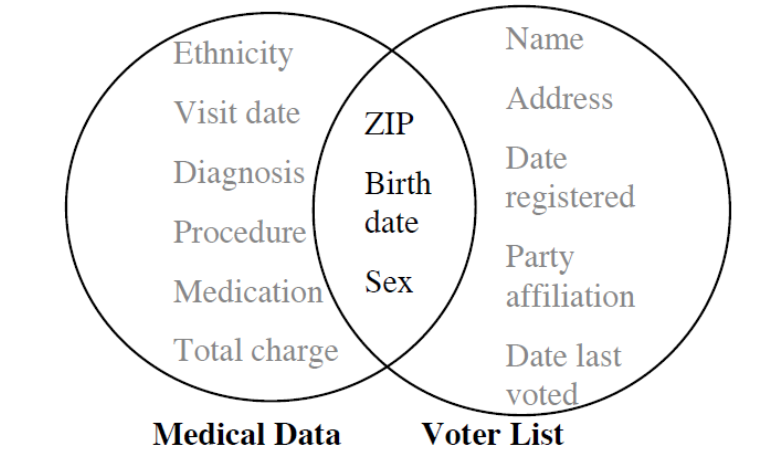 Ethnicity
Visit date
Diagnosis
Procedure
Medication
Total charge
ZIP
Birth
date
Sex
Name
Address
Date
registered
Party
affiliation
Date last
voted
Medical Data
Voter List